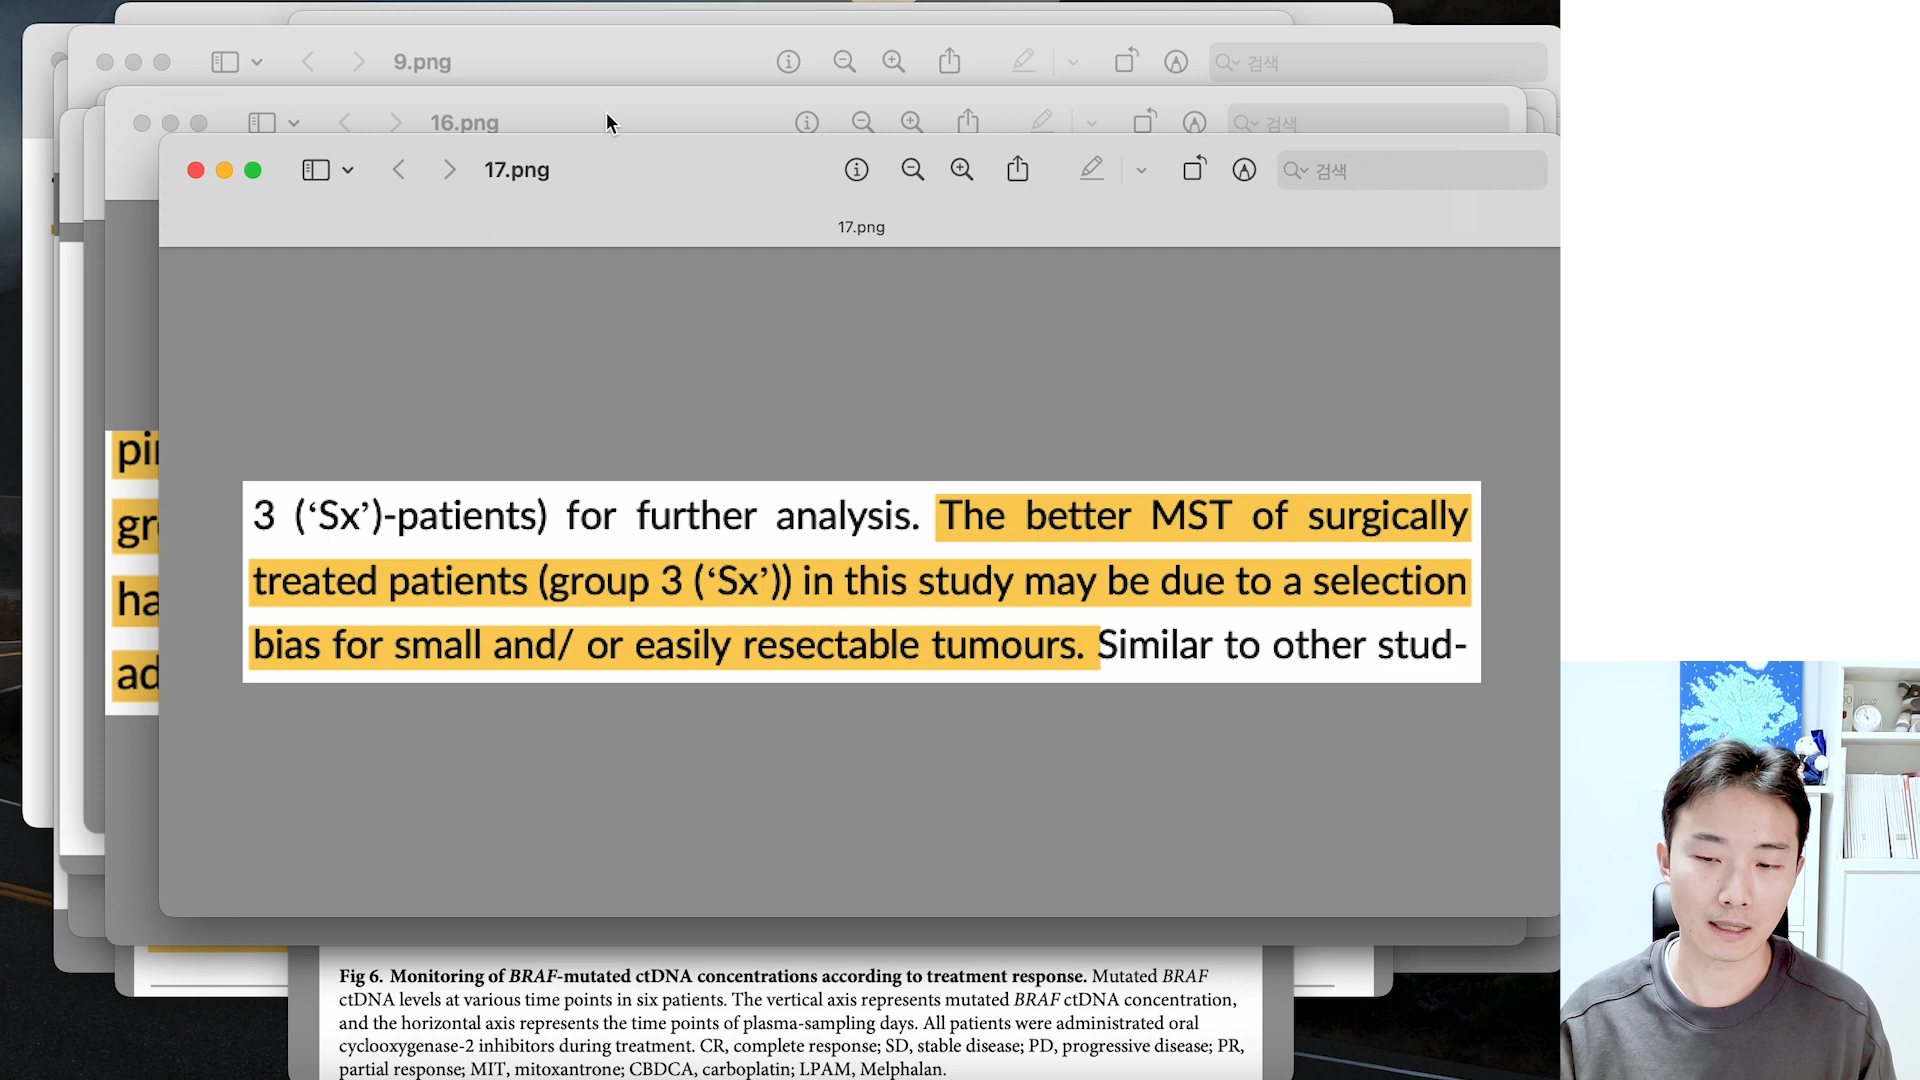 9.png
검색
16.png
검색
17.png
검색
17.png
3 (‘Sx’)-patients) for further analysis. The better MST of surgically
treated patients (group 3 (‘Sx’)) in this study may be due to a selection
bias for small and/ or easily resectable tumours. Similar to other stud-
ha
ad
Fig 6. Monitoring of BRAF-mutated ctDNA concentrations according to treatment response. Mutated BRAF
ctDNA levels at various time points in six patients. The vertical axis represents mutated BRAF ctDNA concentration,
and the horizontal axis represents the time points of plasma-sampling days. All patients were administrated oral
cyclooxygenase-2 inhibitors during treatment. CR, complete response; SD, stable disease; PD, progressive disease; PR,
partial response; MIT, mitoxantrone; CBDCA, carboplatin; LPAM, Melphalan.